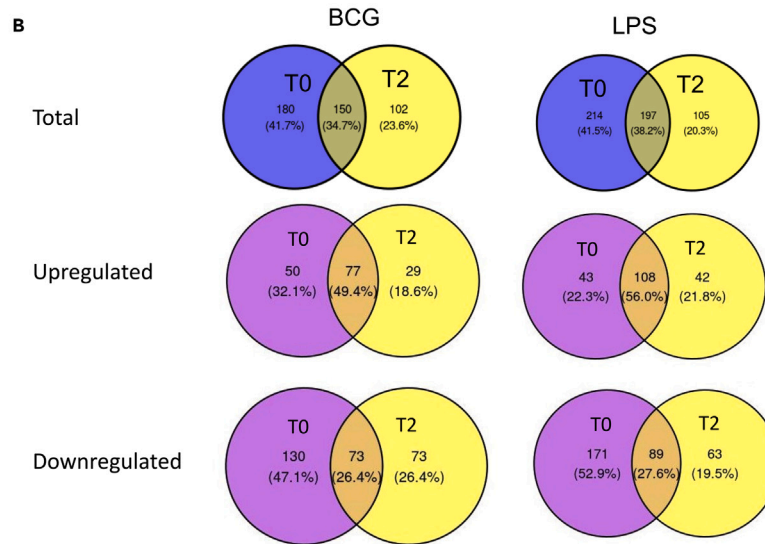 B
BCG
LPS
Total
T0
T2
180
(41.7%)
150
(34.7%)
102
(23.6%)
T0
T2
214
(41.5%)
197
(38.2%)
105
(20.3%)
Upregulated
T0
T2
50
(32.1%)
77
(49.4%)
29
(18.6%)
T0
T2
43
(22.3%)
108
(56.0%)
42
(21.8%)
Downregulated
T0
T2
130
(47.1%)
73
(26.4%)
73
(26.4%)
T0
T2
171
(52.9%)
89
(27.6%)
63
(19.5%)